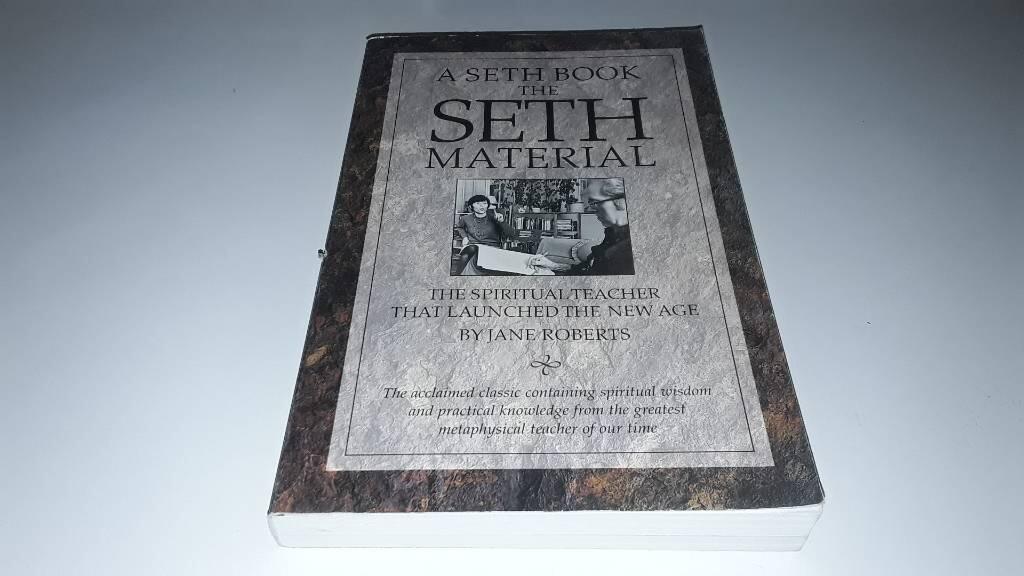 A SETH BOOK
THE
SETH
MATERIAL
THE SPIRITUAL TEACHER
THAT LAUNCHED THE NEW AGE
BY JANE ROBERTS
The acclaimed classic containing spiritual wisdom
and practical knowledge from the greatest
metaphysical teacher of our time